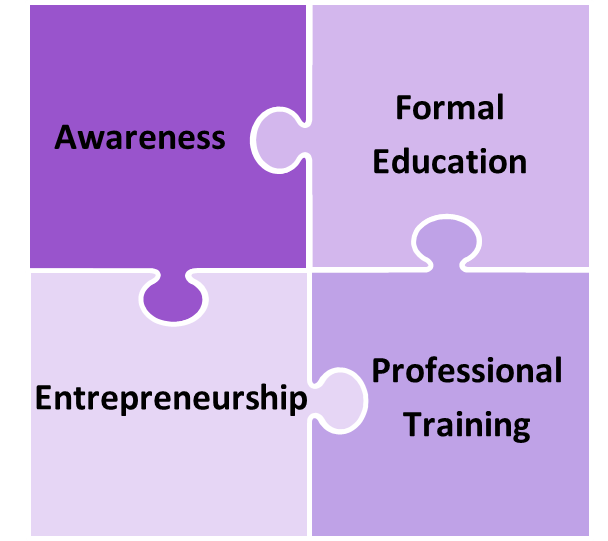 Awareness
Formal
Education
Entrepreneurship
Professional
Training